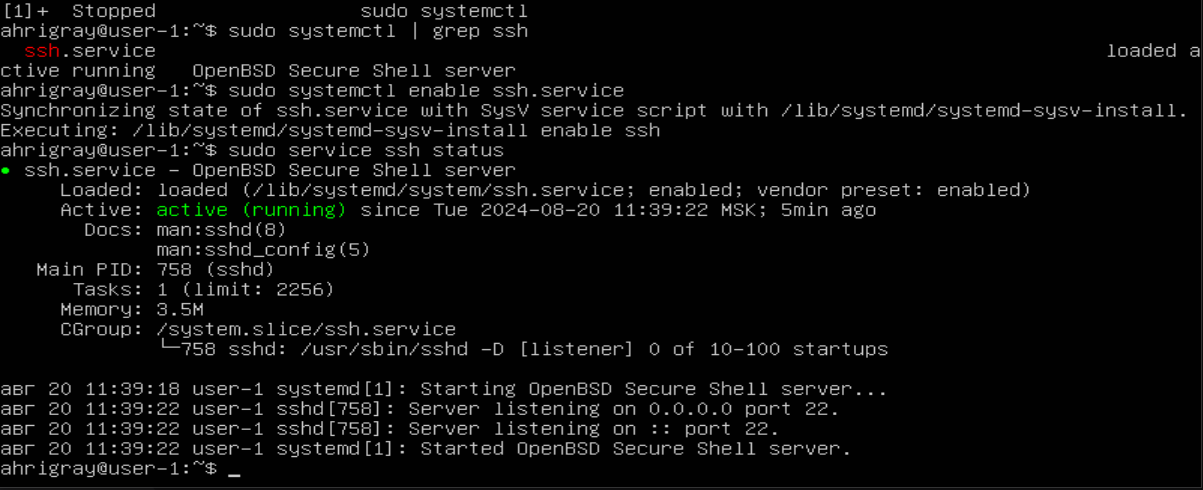 [1]+  Stopped                 sudo systemctl
ahrigray@user-1:~$ sudo systemctl | grep ssh
  ssh.service                                                                               loaded a
ctive running   OpenBSD Secure Shell server
ahrigray@user-1:~$ sudo systemctl enable ssh.service
Synchronizing state of ssh.service with SysV service script with /lib/systemd/systemd-sysv-install.
Executing: /lib/systemd/systemd-sysv-install enable ssh
ahrigray@user-1:~$ sudo service ssh status
● ssh.service - OpenBSD Secure Shell server
     Loaded: loaded (/lib/systemd/system/ssh.service; enabled; vendor preset: enabled)
     Active: active (running) since Tue 2024-08-20 11:39:22 MSK; 5min ago
       Docs: man:sshd(8)
             man:sshd_config(5)
   Main PID: 758 (sshd)
      Tasks: 1 (limit: 2256)
     Memory: 3.5M
     CGroup: /system.slice/ssh.service
             └─758 sshd: /usr/sbin/sshd -D [listener] 0 of 10-100 startups
авг 20 11:39:18 user-1 systemd[1]: Starting OpenBSD Secure Shell server...
авг 20 11:39:22 user-1 sshd[758]: Server listening on 0.0.0.0 port 22.
авг 20 11:39:22 user-1 sshd[758]: Server listening on :: port 22.
авг 20 11:39:22 user-1 systemd[1]: Started OpenBSD Secure Shell server.
ahrigray@user-1:~$ _